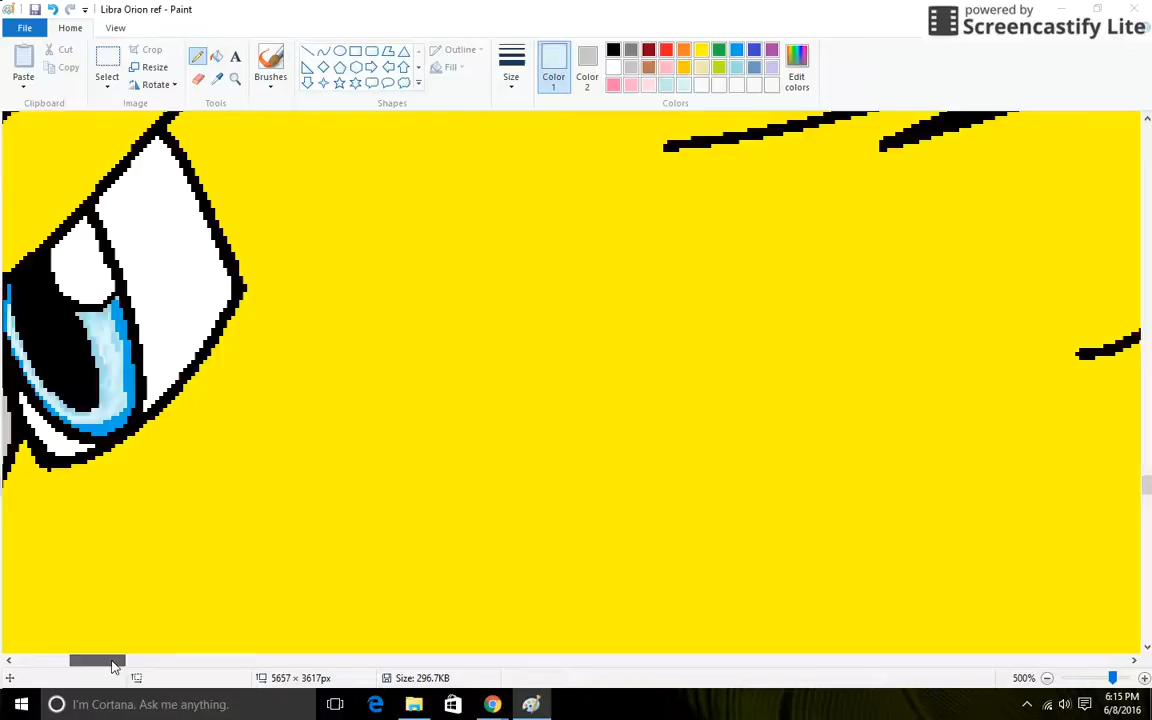 Libra Orion ref - Paint
powered by
Screencastify Lite
File
Home
View
Paste
Cut
Copy
Clipboard
Select
Crop
Resize
Rotate
Image
A
Tools
Brushes
Outline
Fill
Shapes
Size
Color
1
Color
2
Edit
colors
Colors
5657 × 3617px
Size: 296.7KB
500%
I'm Cortana. Ask me anything.
6:15 PM
6/8/2016